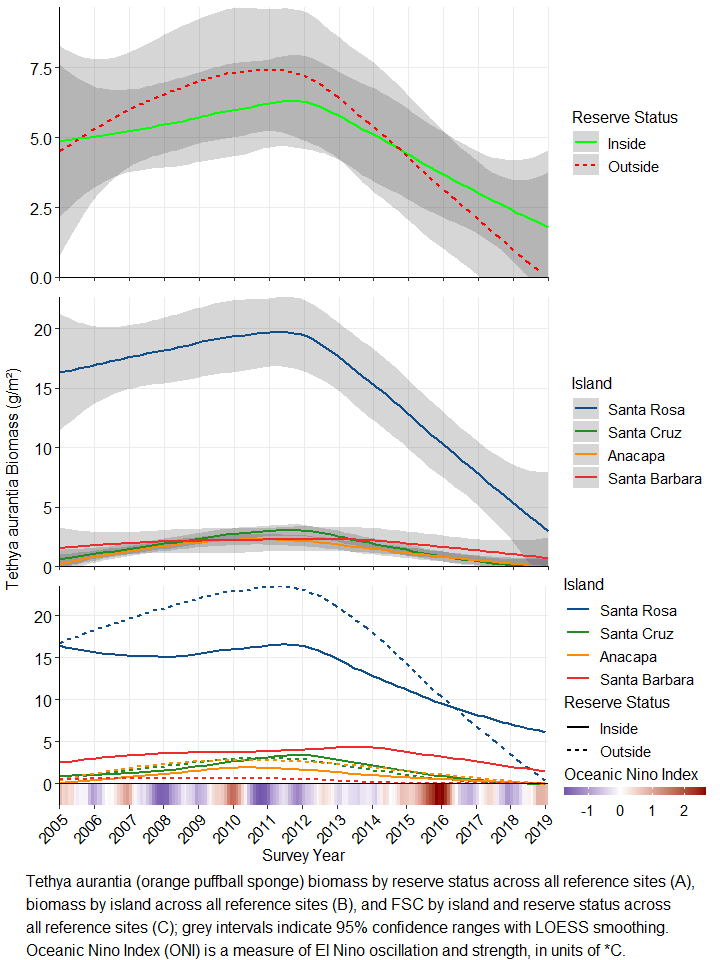 7.5
5.0
2.5
0.0
Reserve Status
Inside
Outside
Tethya aurantia Biomass (g/m²)
20
15
10
5
0
Island
Santa Rosa
Santa Cruz
Anacapa
Santa Barbara
20
15
10
5
0
Island
Santa Rosa
Santa Cruz
Anacapa
Santa Barbara
Reserve Status
Inside
Outside
Oceanic Nino Index
-1 0 1 2
2005 2006 2007 2008 2009 2010 2011 2012 2013 2014 2015 2016 2017 2018 2019
Survey Year
Tethya aurantia (orange puffball sponge) biomass by reserve status across all reference sites (A),
biomass by island across all reference sites (B), and FSC by island and reserve status across
all reference sites (C); grey intervals indicate 95% confidence ranges with LOESS smoothing.
Oceanic Nino Index (ONI) is a measure of El Nino oscillation and strength, in units of *C.